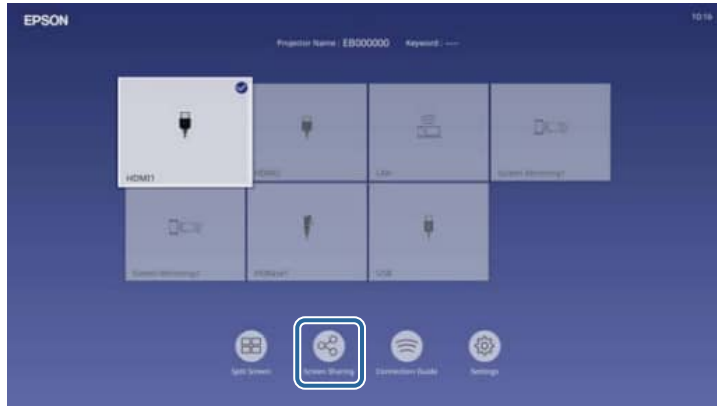 EPSON
10:16
Projector Name : EB000000 Keyword : ----
HDMI1
HDMI2
LAN
Screen Mirroring1
Screen Mirroring2
HDBaseT
USB
Split Screen
Screen Sharing
Connection Guide
Settings